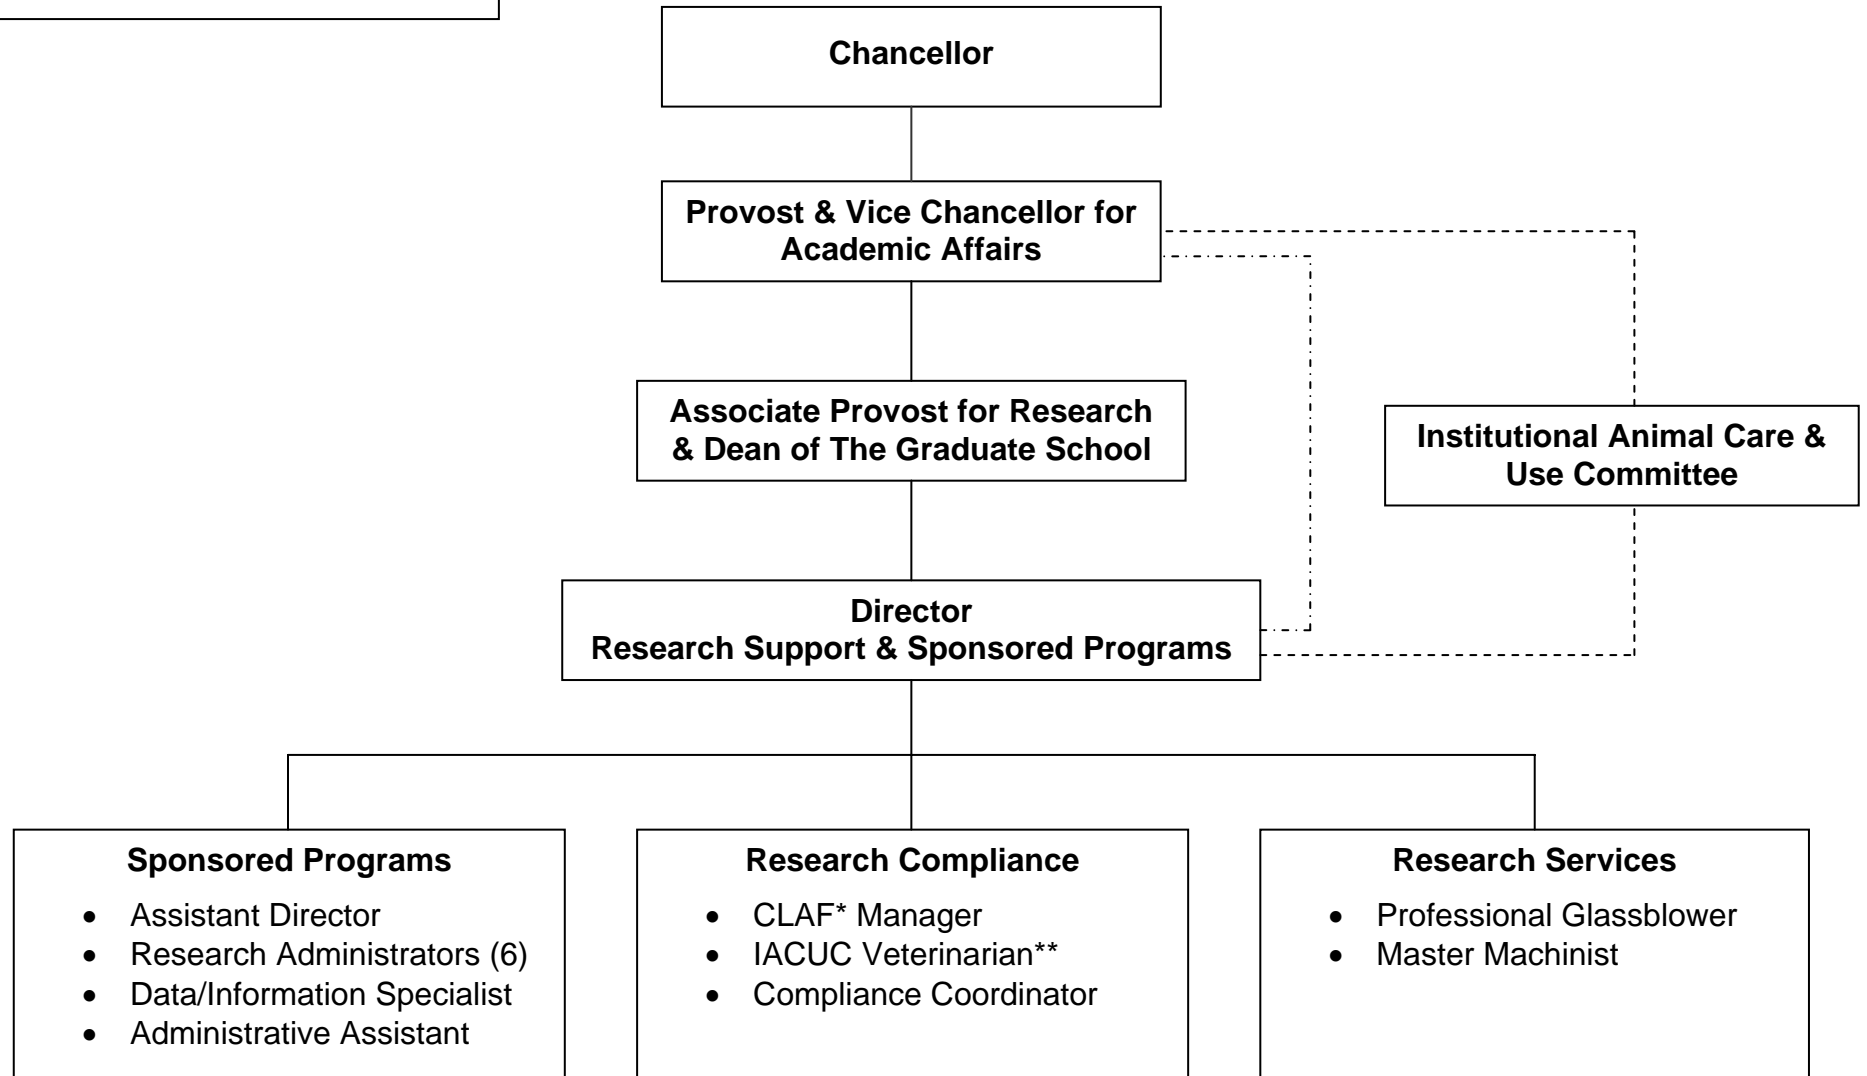 Chancellor
Provost & Vice Chancellor for
Academic Affairs
Associate Provost for Research
& Dean of The Graduate School
Institutional Animal Care &
Use Committee
Director
Research Support & Sponsored Programs
Sponsored Programs
• Assistant Director
• Research Administrators (6)
• Data/Information Specialist
• Administrative Assistant
Research Compliance
• CLAF* Manager
• IACUC Veterinarian**
• Compliance Coordinator
Research Services
• Professional Glassblower
• Master Machinist